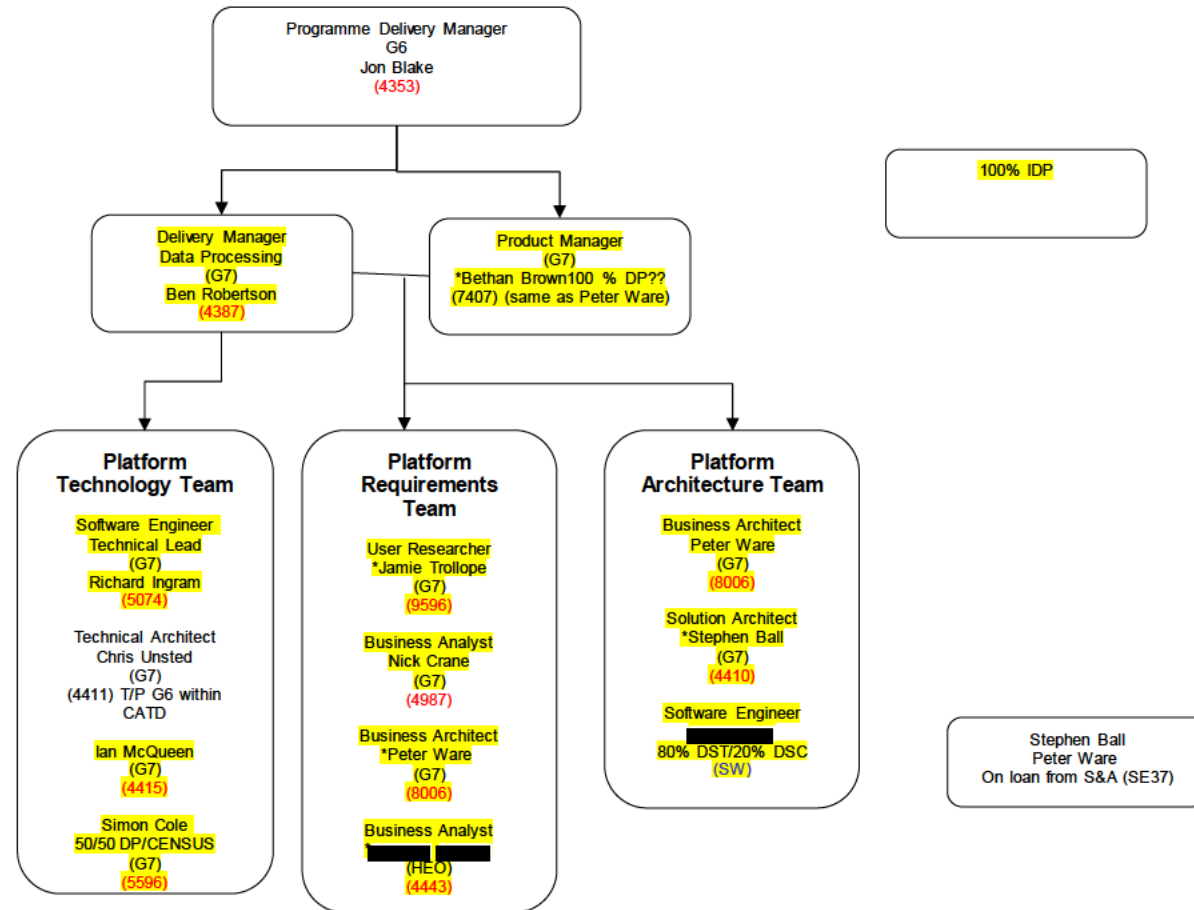 Programme Delivery Manager
G6
Jon Blake
(4353)
100% IDP
Delivery Manager
Data Processing
(G7)
Ben Robertson
(4387)
Product Manager
(G7)
*Bethan Brown100 % DP??
(7407) (same as Peter Ware)
Platform
Technology Team
Software Engineer
Technical Lead
(G7)
Richard Ingram
(5074)
Technical Architect
Chris Unsted
(G7)
(4411) T/P G6 within
CATD
Ian McQueen
(G7)
(4415)
Simon Cole
50/50 DP/CENSUS
(G7)
(5596)
Platform
Requirements
Team
User Researcher
*Jamie Trollope
(G7)
(9596)
Business Analyst
Nick Crane
(G7)
(4987)
Business Architect
*Peter Ware
(G7)
(8006)
Business Analyst
*
(HEO)
(4443)
Platform
Architecture Team
Business Architect
Peter Ware
(G7)
(8006)
Solution Architect
*Stephen Ball
(G7)
(4410)
Software Engineer
80% DST/20% DSC
(SW)
Stephen Ball
Peter Ware
On loan from S&A (SE37)